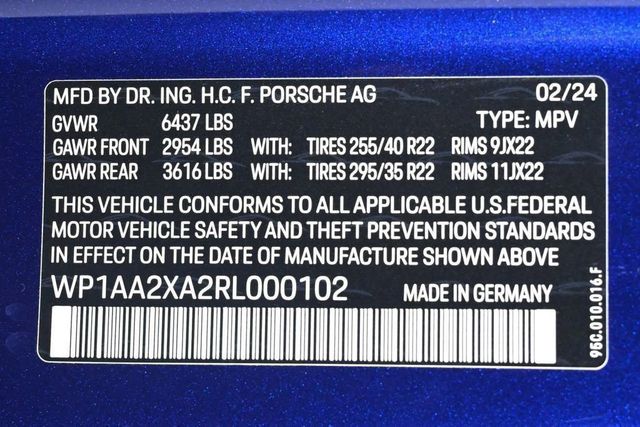 MFD BY DR. ING. H.C. F. PORSCHE AG 02/24
GVWR 6437 LBS TYPE: MPV
GAWR FRONT 2954 LBS WITH: TIRES 255/40 R22 RIMS 9JX22
GAWR REAR 3616 LBS WITH: TIRES 295/35 R22 RIMS 11JX22
THIS VEHICLE CONFORMS TO ALL APPLICABLE U.S.FEDERAL
MOTOR VEHICLE SAFETY AND THEFT PREVENTION STANDARDS
IN EFFECT ON THE DATE OF MANUFACTURE SHOWN ABOVE
WP1AA2XA2RL000102 MADE IN GERMANY
95C.010.016.F